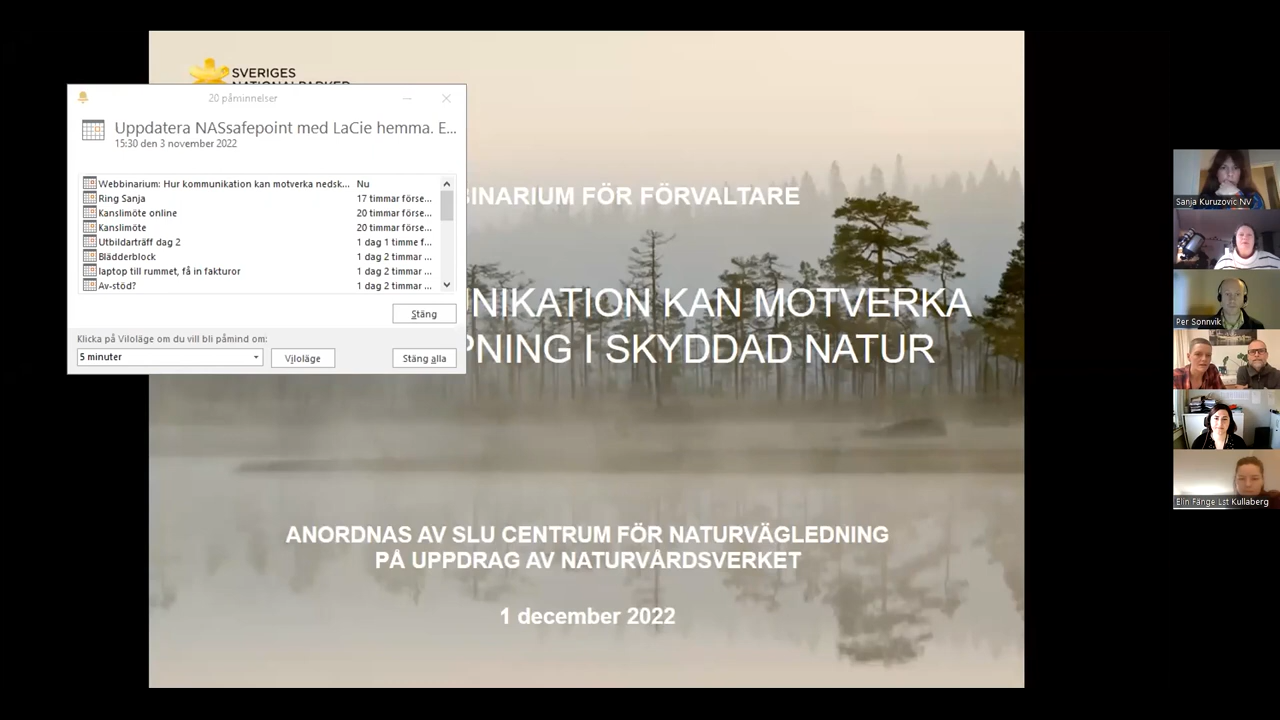 SVERIGES
NATIONALPARKER
20 påminnelser
Uppdatera NASsafepoint med LaCie hemma. E...
15:30 den 3 november 2022
Webbinarium: Hur kommunikation kan motverka nedsk... Nu
Ring Sanja 17 timmar förse...
Kanslimöte online 20 timmar förse...
Kanslimöte 20 timmar förse...
Utbildarträff dag 2 1 dag 1 timme f...
Blädderblock 1 dag 2 timmar ...
laptop till rummet, få in fakturor 1 dag 2 timmar ...
Av-stöd? 1 dag 2 timmar ...
Stäng
Klicka på Viloläge om du vill bli påmind om:
5 minuter
Viloläge
Stäng alla
BINARIUM FÖR FÖRVALTARE
UNIKATION KAN MOTVERKA
PNING I SKYDDAD NATUR
ANORDNAS AV SLU CENTRUM FÖR NATURVÄGLEDNING
PÅ UPPDRAG AV NATURVÅRDSVERKET
1 december 2022
Sanja Kuruzovic NV
Per Sonnvik
Elin Fänge Lst Kullaberg